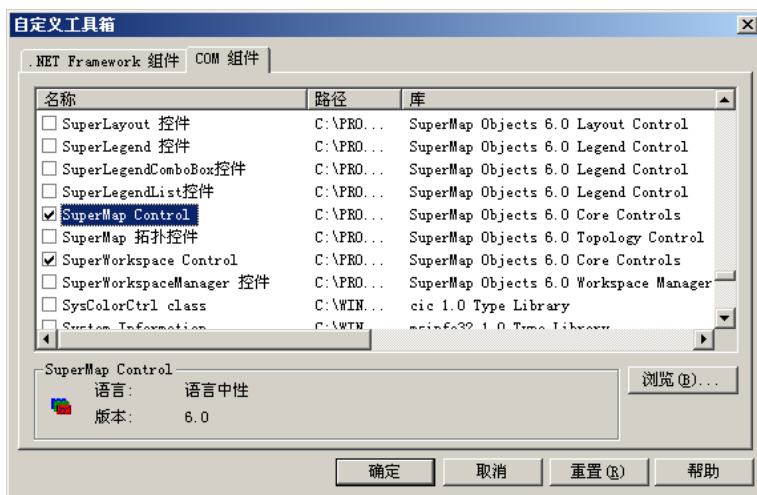 自定义工具箱
.NET Framework 组件 COM 组件
名称 路径 库
SuperLayout 控件 C:\PRO... SuperMap Objects 6.0 Layout Control
SuperLegend 控件 C:\PRO... SuperMap Objects 6.0 Legend Control
SuperLegendComboBox控件 C:\PRO... SuperMap Objects 6.0 Legend Control
SuperLegendList控件 C:\PRO... SuperMap Objects 6.0 Legend Control
SuperMap Control C:\PRO... SuperMap Objects 6.0 Core Controls
SuperMap 拓扑控件 C:\PRO... SuperMap Objects 6.0 Topology Control
SuperWorkspace Control C:\PRO... SuperMap Objects 6.0 Core Controls
SuperWorkspaceManager 控件 C:\PRO... SuperMap Objects 6.0 Workspace Manager
SysColorCtrl class C:\WIN... cic 1.0 Type Library
System Information C:\WIN... msinfo32 1.0 Type Library
SuperMap Control
语言: 语言中性
版本: 6.0
浏览(B)...
确定 取消 重置(R) 帮助